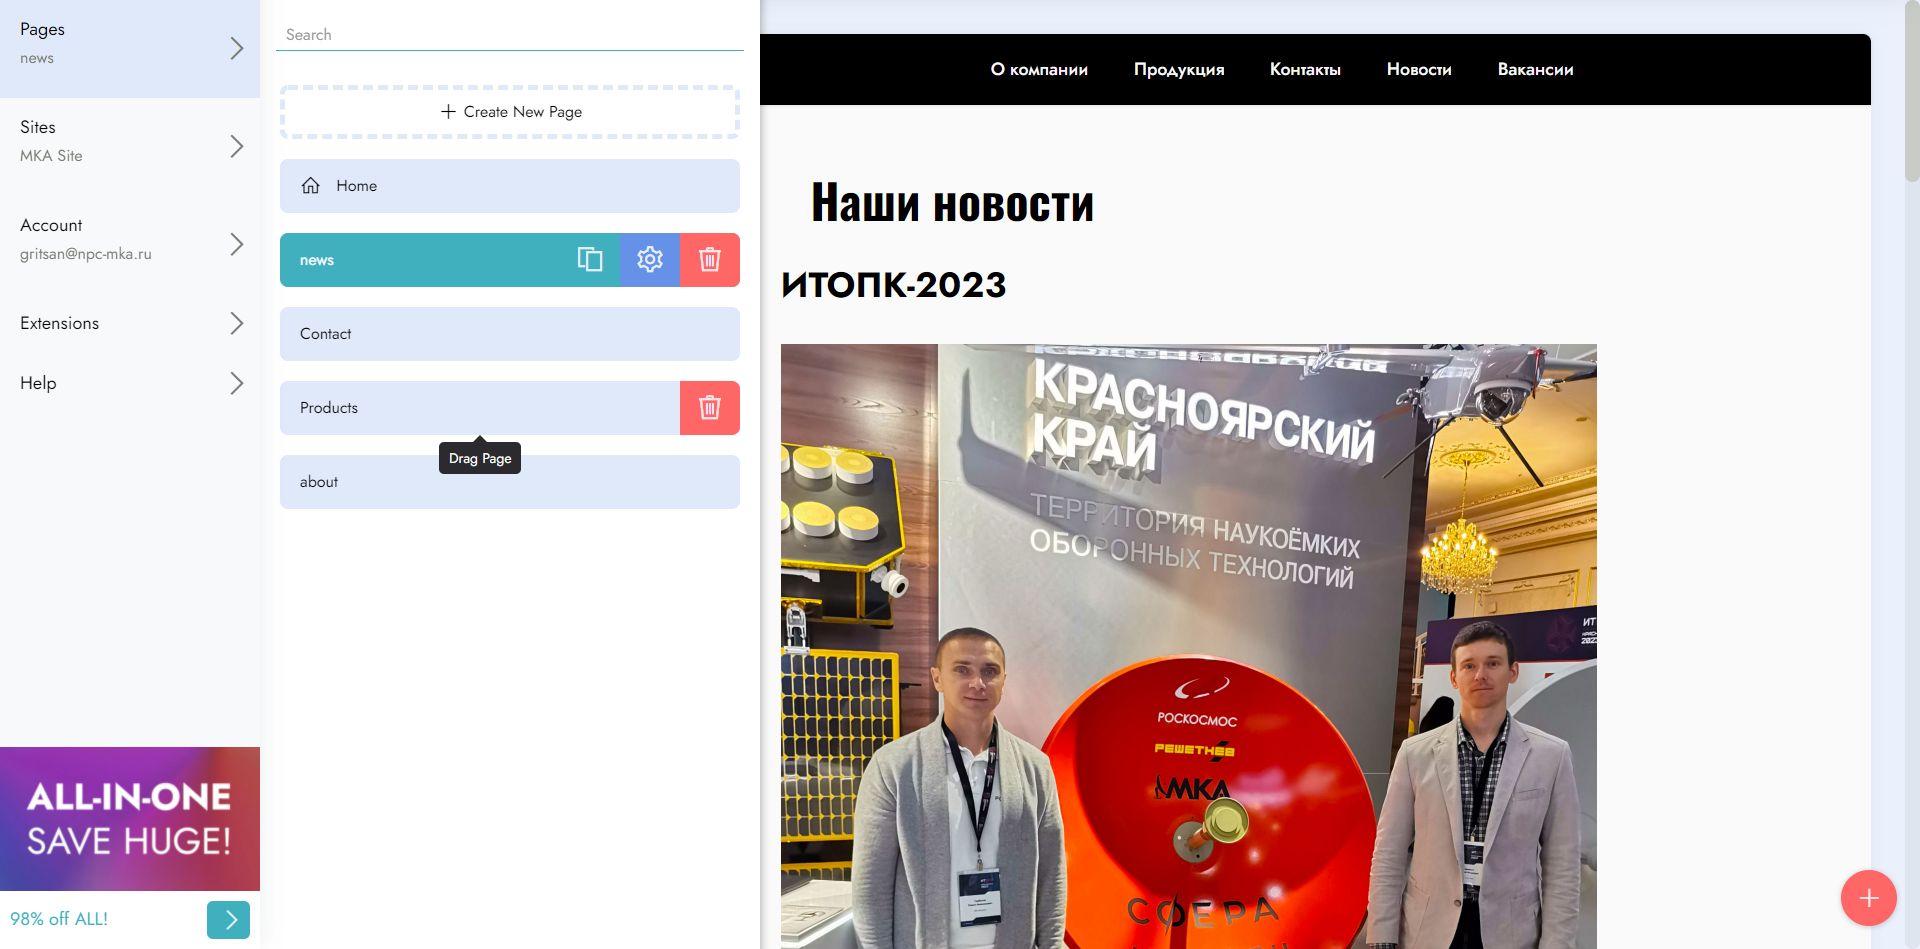 Pages
news
Sites
MKA Site
Account
gritsan@npc-mka.ru
Extensions
Help
ALL-IN-ONE
SAVE HUGE!
98% off ALL!
Search
Create New Page
Home
news
Contact
Products
Drag Page
about
О компании
Продукция
Контакты
Новости
Вакансии
Наши новости
ИТОПК-2023
КРАСНОЯРСКИЙ
КРАЙ
ТЕРРИТОРИЯ НАУКОЁМКИХ
ОБОРОННЫХ ТЕХНОЛОГИЙ
РОСКОСМОС
РЕШЕТНЕВ
МКА
СФЕРА